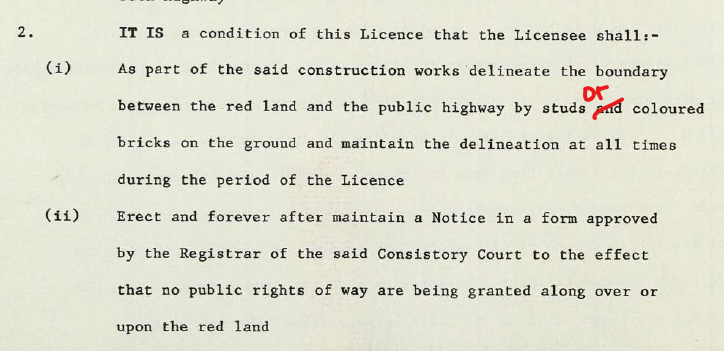 2. IT IS a condition of this Licence that the Licensee shall:-
(i) As part of the said construction works delineate the boundary
between the red land and the public highway by studs or and coloured
bricks on the ground and maintain the delineation at all times
during the period of the Licence
(ii) Erect and forever after maintain a Notice in a form approved
by the Registrar of the said Consistory Court to the effect
that no public rights of way are being granted along over or
upon the red land